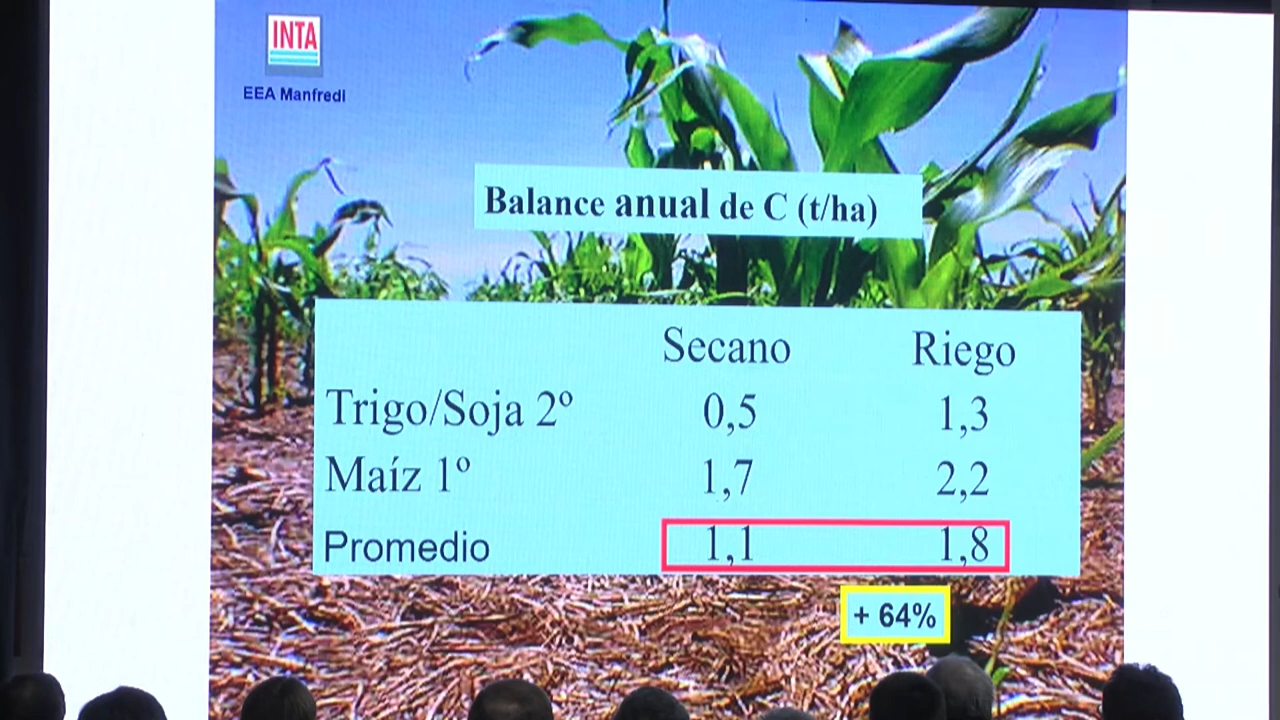 INTA
EEA Manfredi
Balance anual de C (t/ha)
Secano Riego
Trigo/Soja 2º 0,5 1,3
Maíz 1º 1,7 2,2
Promedio 1,1 1,8
+ 64%